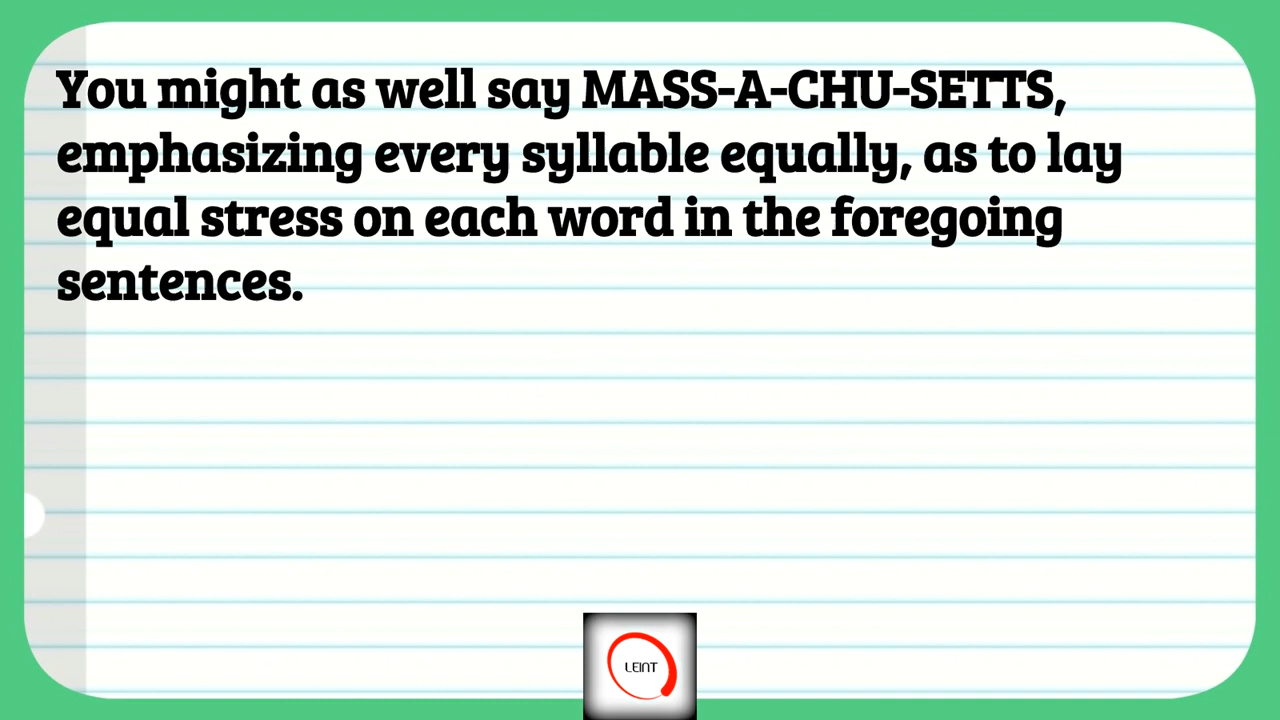 You might as well say MASS-A-CHU-SETTS,
emphasizing every syllable equally, as to lay
equal stress on each word in the foregoing
sentences.
LEINT